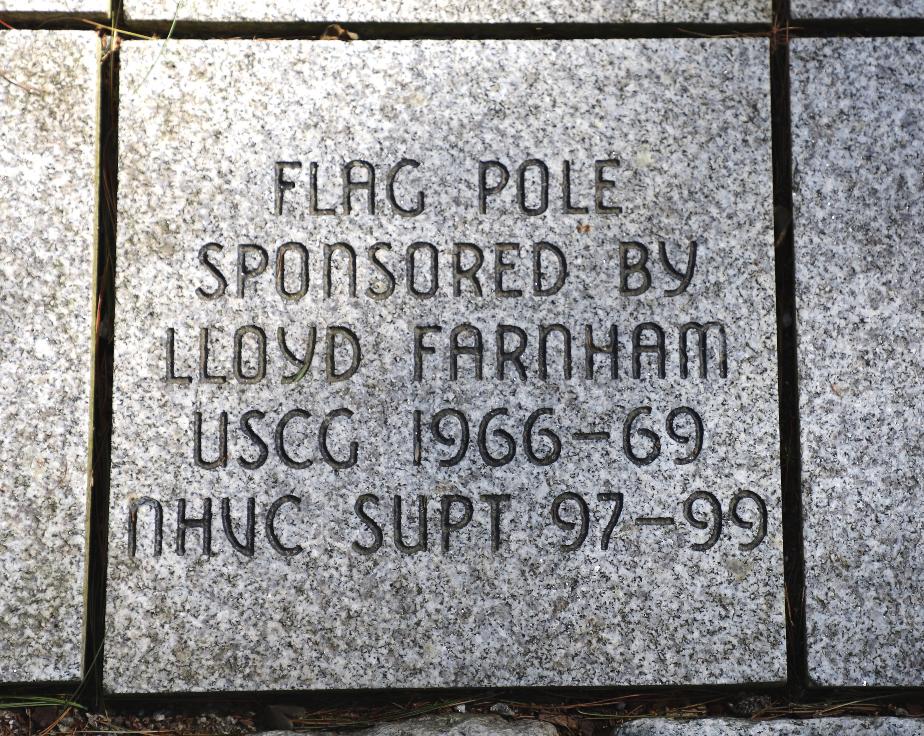 FLAG POLE
SPONSORED BY
LLOYD FARNHAM
USCG 1966-69
NHVC SUPT 97-99